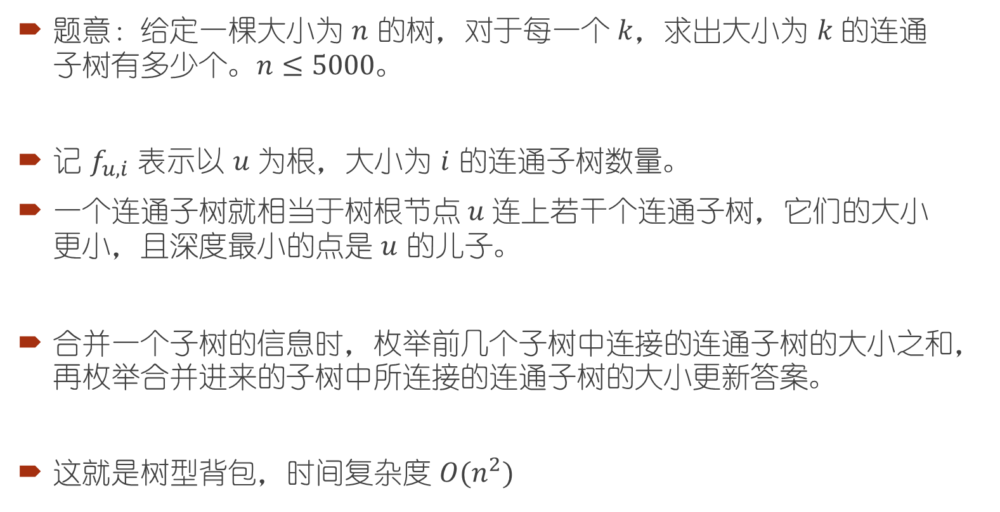 题意：给定一棵大小为 n 的树，对于每一个 k，求出大小为 k 的连通
子树有多少个。n ≤ 5000。
记 f_{u,i} 表示以 u 为根，大小为 i 的连通子树数量。
一个连通子树就相当于树根节点 u 连上若干个连通子树，它们的大小
更小，且深度最小的点是 u 的儿子。
合并一个子树的信息时，枚举前几个子树中连接的连通子树的大小之和，
再枚举合并进来的子树中所连接的连通子树的大小更新答案。
这就是树型背包，时间复杂度 O(n²)